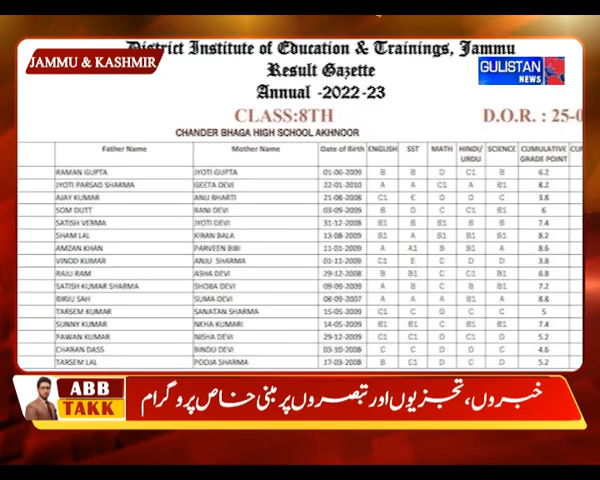 District Institute of Education & Trainings, Jammu
JAMMU & KASHMIR
GULISTAN
NEWS
Result Gazette
Annual -2022-23
CLASS:8TH D.O.R. : 25-0
CHANDER BHAGA HIGH SCHOOL AKHNOOR
Father Name Mother Name Date of Birth ENGLISH SST MATH HINDI/ URDU SCIENCE CUMULATIVE GRADE POINT CU
RAMAN GUPTA JYOTI GUPTA 01-06-2009 B B D C1 B 6.2
JYOTI PARSAD SHARMA GEETA DEVI 22-01-2010 A A C1 A B1 8.2
AJAY KUMAR ANU BHARTI 21-08-2008 C1 E D D C 3.8
SOM DUTT RANI DEVI 03-09-2009 B D C C1 B1 6
SATISH VERMA JYOTI DEVI 31-12-2008 B1 B B1 B B 7.4
SHAM LAL KIRAN BALA 13-08-2009 B1 A B1 B1 B1 8.2
AMZAN KHAN PARVEEN BIBI 11-03-2009 A A1 B B1 A 8.6
VINOD KUMAR ANJU SHARMA 01-11-2009 C1 E C D D 3.8
RAJU RAM ASHA DEVI 29-12-2008 B B1 C C1 B1 6.8
SATISH KUMAR SHARMA SHOBA DEVI 09-09-2009 A B C B B1 7.2
BIRJU SAH SUMA DEVI 08-09-2007 A A A B1 A 8.8
TARSEM KUMAR SANATAN SHARMA 15-05-2009 C1 C D C C 5
SUNNY KUMAR NEHA KUMARI 14-05-2009 B1 B1 C B1 B1 7.4
PAWAN KUMAR NISHA DEVI 29-12-2009 C1 C1 D C1 D 5.2
CHARAN DASS BINDU DEVI 03-10-2008 C C D D C 4.6
TARSEM LAL POOJA SHARMA 17-03-2008 B C1 D C D 5.2
ABB
TAKK
خبروں، تجزیوں اور تبصروں پر مبنی خاص پروگرام